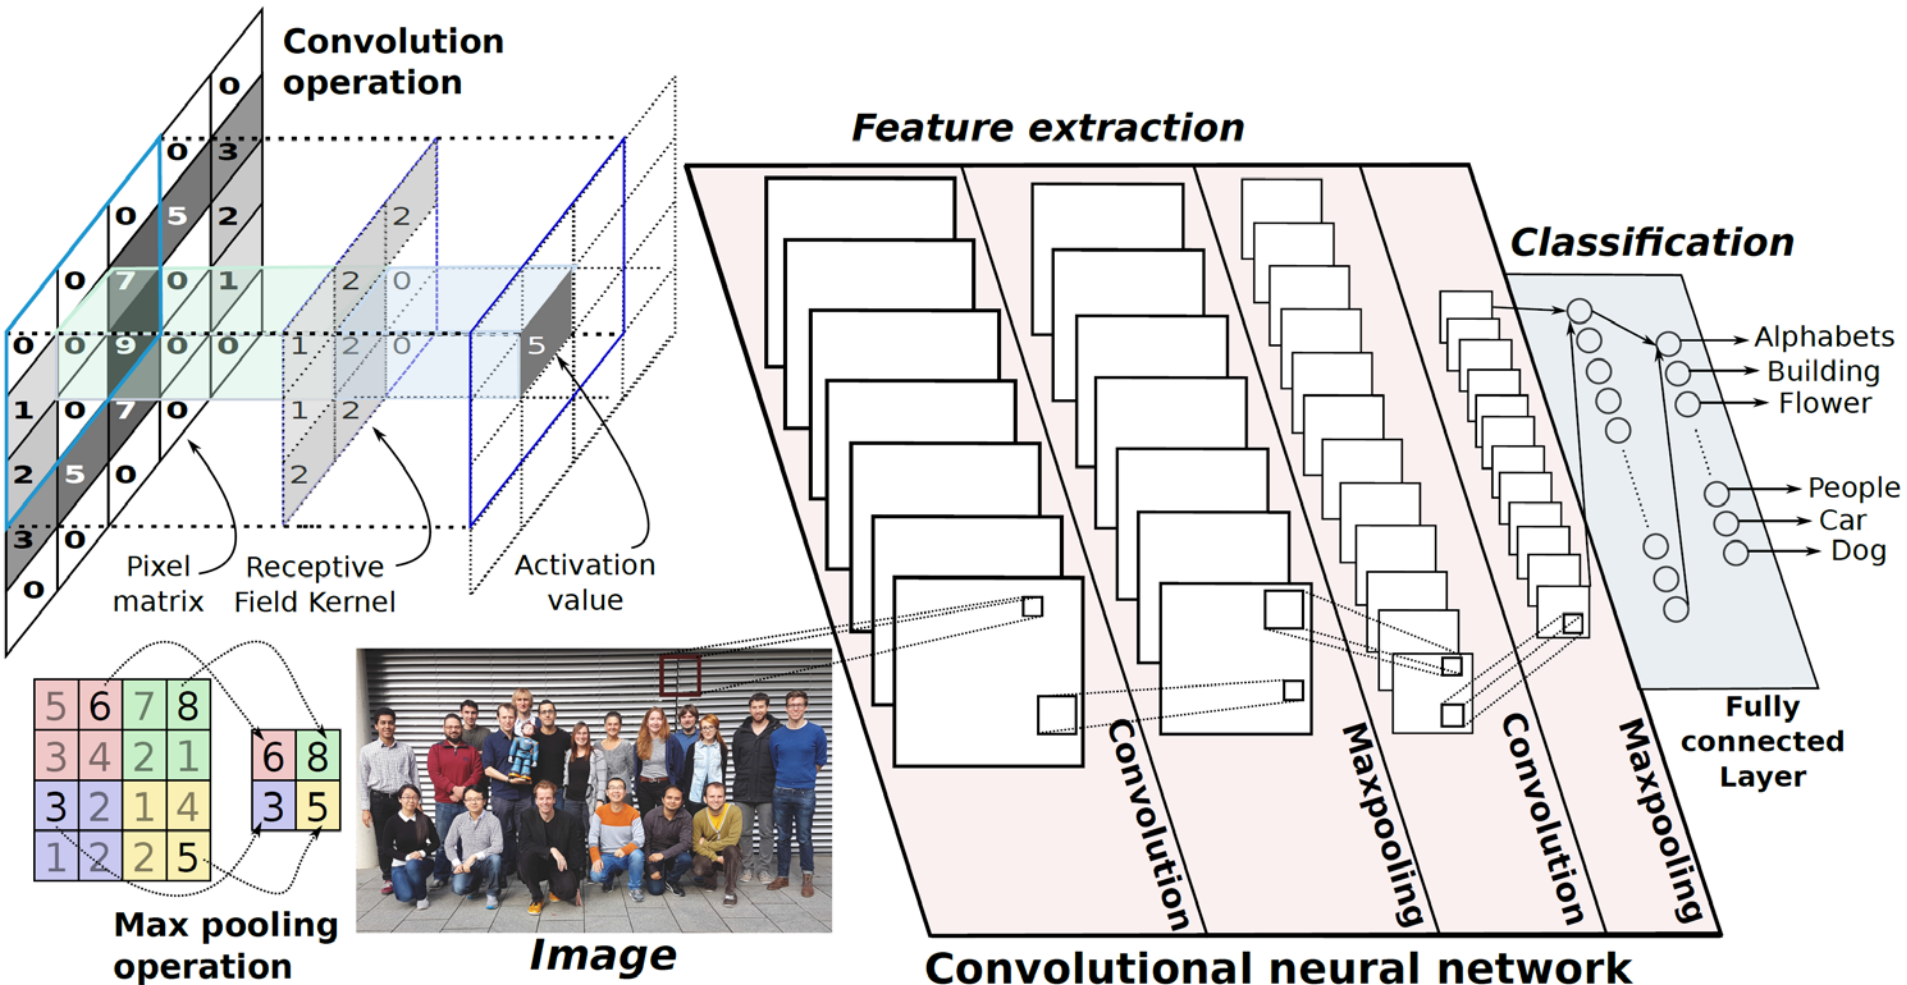 Convolution
operation
0
0 3
0 5 2
0 7 0 1
0 0 9 0 0
1 0 7 0
2 5 0
3 0
0
2
2 0
1 2 0
1 2
2
5
Pixel
matrix
Receptive
Field Kernel
Activation
value
5 6 7 8
3 4 2 1
3 2 1 4
1 2 2 5
6 8
3 5
Max pooling
operation
Image
Feature extraction
Convolution
Maxpooling
Convolution
Maxpooling
Convolutional neural network
Classification
Alphabets
Building
Flower
People
Car
Dog
Fully
connected
Layer